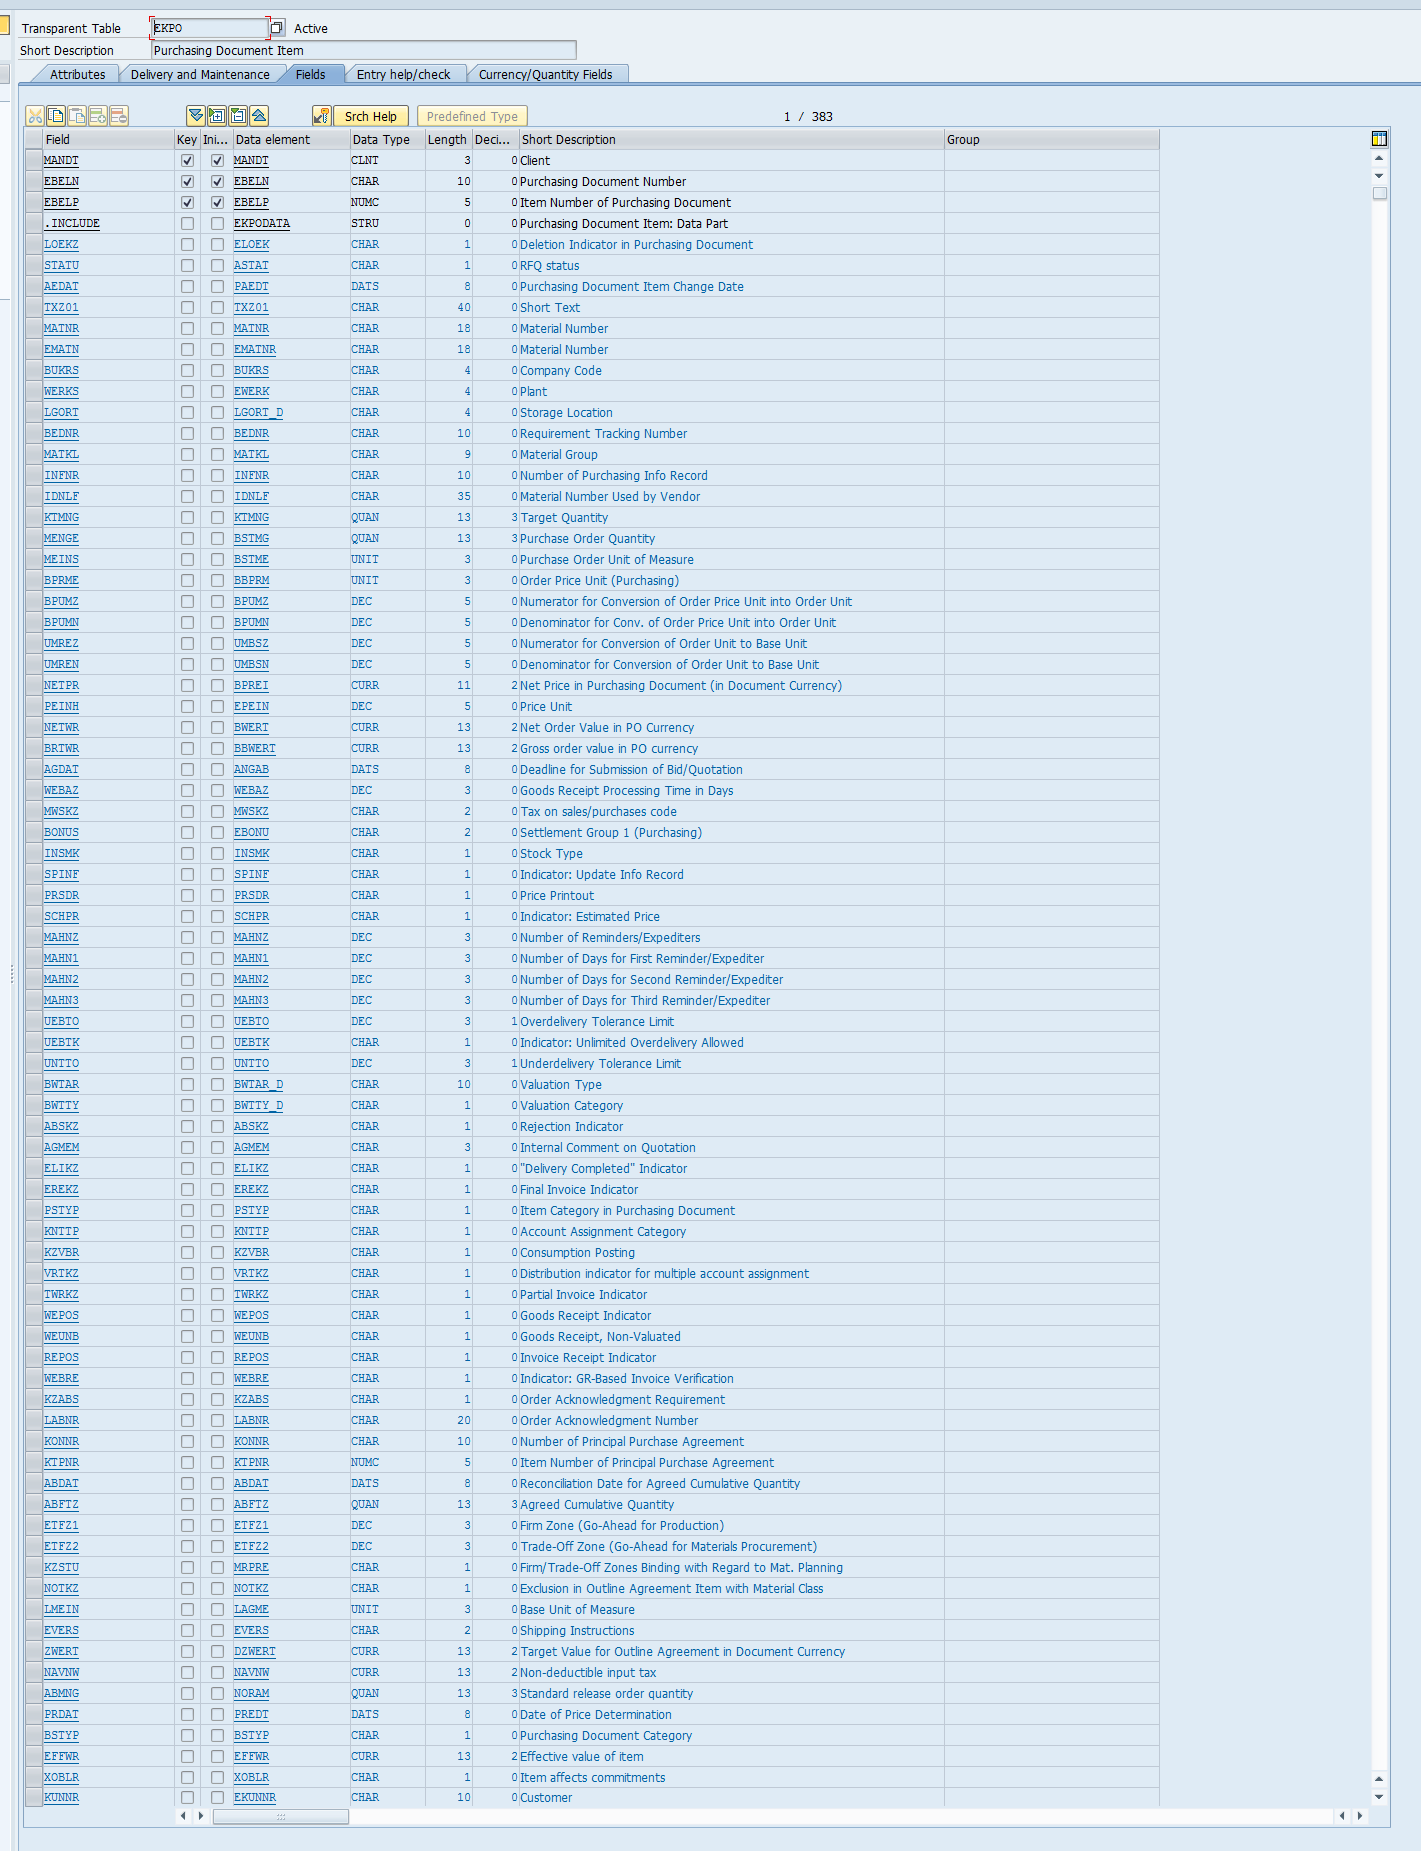 Transparent Table EKPO Active
Short Description Purchasing Document Item
Attributes Delivery and Maintenance Fields Entry help/check Currency/Quantity Fields
Srch Help Predefined Type 1 / 383
Field Key Ini... Data element Data Type Length Deci... Short Description Group
MANDT MANDT CLNT 3 0 Client
EBELN EBELN CHAR 10 0 Purchasing Document Number
EBELP EBELP NUMC 5 0 Item Number of Purchasing Document
.INCLUDE EKPODATA STRU 0 0 Purchasing Document Item: Data Part
LOEKZ ELOEK CHAR 1 0 Deletion Indicator in Purchasing Document
STATU ASTAT CHAR 1 0 RFQ status
AEDAT PAEDT DATS 8 0 Purchasing Document Item Change Date
TXZ01 TXZ01 CHAR 40 0 Short Text
MATNR MATNR CHAR 18 0 Material Number
EMATN EMATNR CHAR 18 0 Material Number
BUKRS BUKRS CHAR 4 0 Company Code
WERKS EWERK CHAR 4 0 Plant
LGORT LGORT_D CHAR 4 0 Storage Location
BEDNR BEDNR CHAR 10 0 Requirement Tracking Number
MATKL MATKL CHAR 9 0 Material Group
INFNR INFNR CHAR 10 0 Number of Purchasing Info Record
IDNLF IDNLF CHAR 35 0 Material Number Used by Vendor
KTMNG KTMNG QUAN 13 3 Target Quantity
MENGE BSTMG QUAN 13 3 Purchase Order Quantity
MEINS BSTME UNIT 3 0 Purchase Order Unit of Measure
BPRME BBPRM UNIT 3 0 Order Price Unit (Purchasing)
BPUMZ BPUMZ DEC 5 0 Numerator for Conversion of Order Price Unit into Order Unit
BPUMN BPUMN DEC 5 0 Denominator for Conv. of Order Price Unit into Order Unit
UMREZ UMBSZ DEC 5 0 Numerator for Conversion of Order Unit to Base Unit
UMREN UMBSN DEC 5 0 Denominator for Conversion of Order Unit to Base Unit
NETPR BPREI CURR 11 2 Net Price in Purchasing Document (in Document Currency)
PEINH EPEIN DEC 5 0 Price Unit
NETWR BWERT CURR 13 2 Net Order Value in PO Currency
BRTWR BBWERT CURR 13 2 Gross order value in PO currency
AGDAT ANGAB DATS 8 0 Deadline for Submission of Bid/Quotation
WEBAZ WEBAZ DEC 3 0 Goods Receipt Processing Time in Days
MWSKZ MWSKZ CHAR 2 0 Tax on sales/purchases code
BONUS EBONU CHAR 2 0 Settlement Group 1 (Purchasing)
INSMK INSMK CHAR 1 0 Stock Type
SPINF SPINF CHAR 1 0 Indicator: Update Info Record
PRSDR PRSDR CHAR 1 0 Price Printout
SCHPR SCHPR CHAR 1 0 Indicator: Estimated Price
MAHNZ MAHNZ DEC 3 0 Number of Reminders/Expediters
MAHN1 MAHN1 DEC 3 0 Number of Days for First Reminder/Expediter
MAHN2 MAHN2 DEC 3 0 Number of Days for Second Reminder/Expediter
MAHN3 MAHN3 DEC 3 0 Number of Days for Third Reminder/Expediter
UEBTO UEBTO DEC 3 1 Overdelivery Tolerance Limit
UEBTK UEBTK CHAR 1 0 Indicator: Unlimited Overdelivery Allowed
UNTTO UNTTO DEC 3 1 Underdelivery Tolerance Limit
BWTAR BWTAR_D CHAR 10 0 Valuation Type
BWTTY BWTTY_D CHAR 1 0 Valuation Category
ABSKZ ABSKZ CHAR 1 0 Rejection Indicator
AGMEM AGMEM CHAR 3 0 Internal Comment on Quotation
ELIKZ ELIKZ CHAR 1 0 "Delivery Completed" Indicator
EREKZ EREKZ CHAR 1 0 Final Invoice Indicator
PSTYP PSTYP CHAR 1 0 Item Category in Purchasing Document
KNTTP KNTTP CHAR 1 0 Account Assignment Category
KZVBR KZVBR CHAR 1 0 Consumption Posting
VRTKZ VRTKZ CHAR 1 0 Distribution indicator for multiple account assignment
TWRKZ TWRKZ CHAR 1 0 Partial Invoice Indicator
WEPOS WEPOS CHAR 1 0 Goods Receipt Indicator
WEUNB WEUNB CHAR 1 0 Goods Receipt, Non-Valuated
REPOS REPOS CHAR 1 0 Invoice Receipt Indicator
WEBRE WEBRE CHAR 1 0 Indicator: GR-Based Invoice Verification
KZABS KZABS CHAR 1 0 Order Acknowledgment Requirement
LABNR LABNR CHAR 20 0 Order Acknowledgment Number
KONNR KONNR CHAR 10 0 Number of Principal Purchase Agreement
KTPNR KTPNR NUMC 5 0 Item Number of Principal Purchase Agreement
ABDAT ABDAT DATS 8 0 Reconciliation Date for Agreed Cumulative Quantity
ABFTZ ABFTZ QUAN 13 3 Agreed Cumulative Quantity
ETFZ1 ETFZ1 DEC 3 0 Firm Zone (Go-Ahead for Production)
ETFZ2 ETFZ2 DEC 3 0 Trade-Off Zone (Go-Ahead for Materials Procurement)
KZSTU MRPRE CHAR 1 0 Firm/Trade-Off Zones Binding with Regard to Mat. Planning
NOTKZ NOTKZ CHAR 1 0 Exclusion in Outline Agreement Item with Material Class
LMEIN LAGME UNIT 3 0 Base Unit of Measure
EVERS EVERS CHAR 2 0 Shipping Instructions
ZWERT DZWERT CURR 13 2 Target Value for Outline Agreement in Document Currency
NAVNW NAVNW CURR 13 2 Non-deductible input tax
ABMNG NORAM QUAN 13 3 Standard release order quantity
PRDAT PREDT DATS 8 0 Date of Price Determination
BSTYP BSTYP CHAR 1 0 Purchasing Document Category
EFFWR EFFWR CURR 13 2 Effective value of item
XOBLR XOBLR CHAR 1 0 Item affects commitments
KUNNR EKUNNR CHAR 10 0 Customer